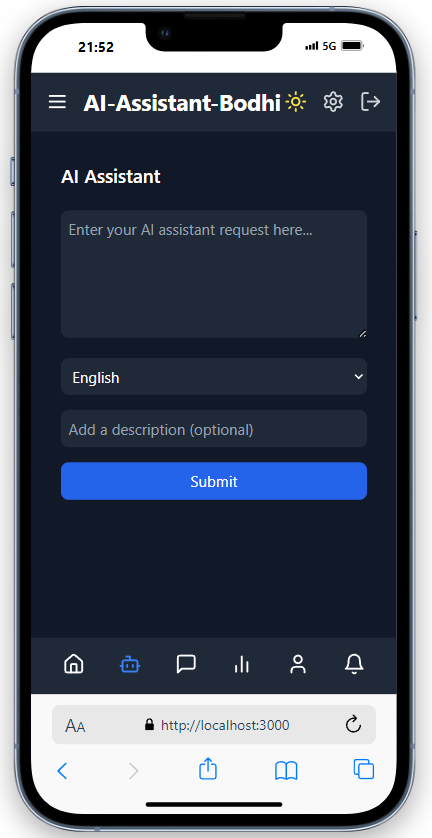 21:52
5G
AI-Assistant-Bodhi
AI Assistant
Enter your AI assistant request here...
English
Add a description (optional)
Submit
AA
http://localhost:3000